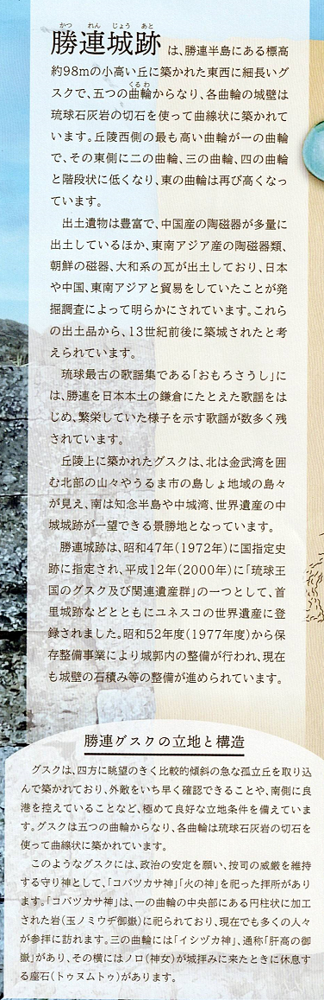 勝連城跡は、勝連半島にある標高
約98mの小高い丘に築かれた東西に細長いグ
スクで、五つの曲輪からなり、各曲輪の城壁は
琉球石灰岩の切石を使って曲線状に築かれて
います。丘陵西側の最も高い曲輪が一の曲輪
で、その東側に二の曲輪、三の曲輪、四の曲輪
と階段状に低くなり、東の曲輪は再び高くなっ
ています。
出土遺物は豊富で、中国産の陶磁器が多量に
出土しているほか、東南アジア産の陶磁器類、
朝鮮の磁器、大和系の瓦が出土しており、日本
や中国、東南アジアと貿易をしていたことが発
掘調査によって明らかにされています。これら
の出土品から、13世紀前後に築城されたと考
えられています。
琉球最古の歌謡集である「おもろさうし」に
は、勝連を日本本土の鎌倉にたとえた歌謡をは
じめ、繁栄していた様子を示す歌謡が数多く残
されています。
丘陵上に築かれたグスクは、北は金武湾を囲
む北部の山々やうるま市の島しょ地域の島々
が見え、南は知念半島や中城湾、世界遺産の中
城城跡が一望できる景勝地となっています。
勝連城跡は、昭和47年(1972年)に国指定史
跡に指定され、平成12年(2000年)に「琉球王
国のグスク及び関連遺産群」の一つとして、首
里城跡などとともにユネスコの世界遺産に登
録されました。昭和52年度(1977年度)から保
存整備事業により城郭内の整備が行われ、現在
も城壁の石積み等の整備が進められています。
勝連グスクの立地と構造
グスクは、四方に眺望のきく比較的傾斜の急な孤立丘を取り込
んで築かれており、外敵をいち早く確認できることや、南側に良
港を控えていることなど、極めて良好な立地条件を備えていま
す。グスクは五つの曲輪からなり、各曲輪は琉球石灰岩の切石を
使って曲線状に築かれています。
このようなグスクには、政治の安定を願い、按司の威厳を維持
する守り神として、「コバツカサ神」「火の神」を祀った拝所があり
ます。「コバツカサ神」は、一の曲輪の中央部にある円柱状に加工
された岩(玉ノミウヂ御嶽)に祀られており、現在でも多くの人々
が参拝に訪れます。三の曲輪には「イシヅカ神」、通称「肝高の御
嶽」があり、その横にはノロ(神女)が城拝みに来たときに休息す
る座石(トゥヌムトゥ)があります。